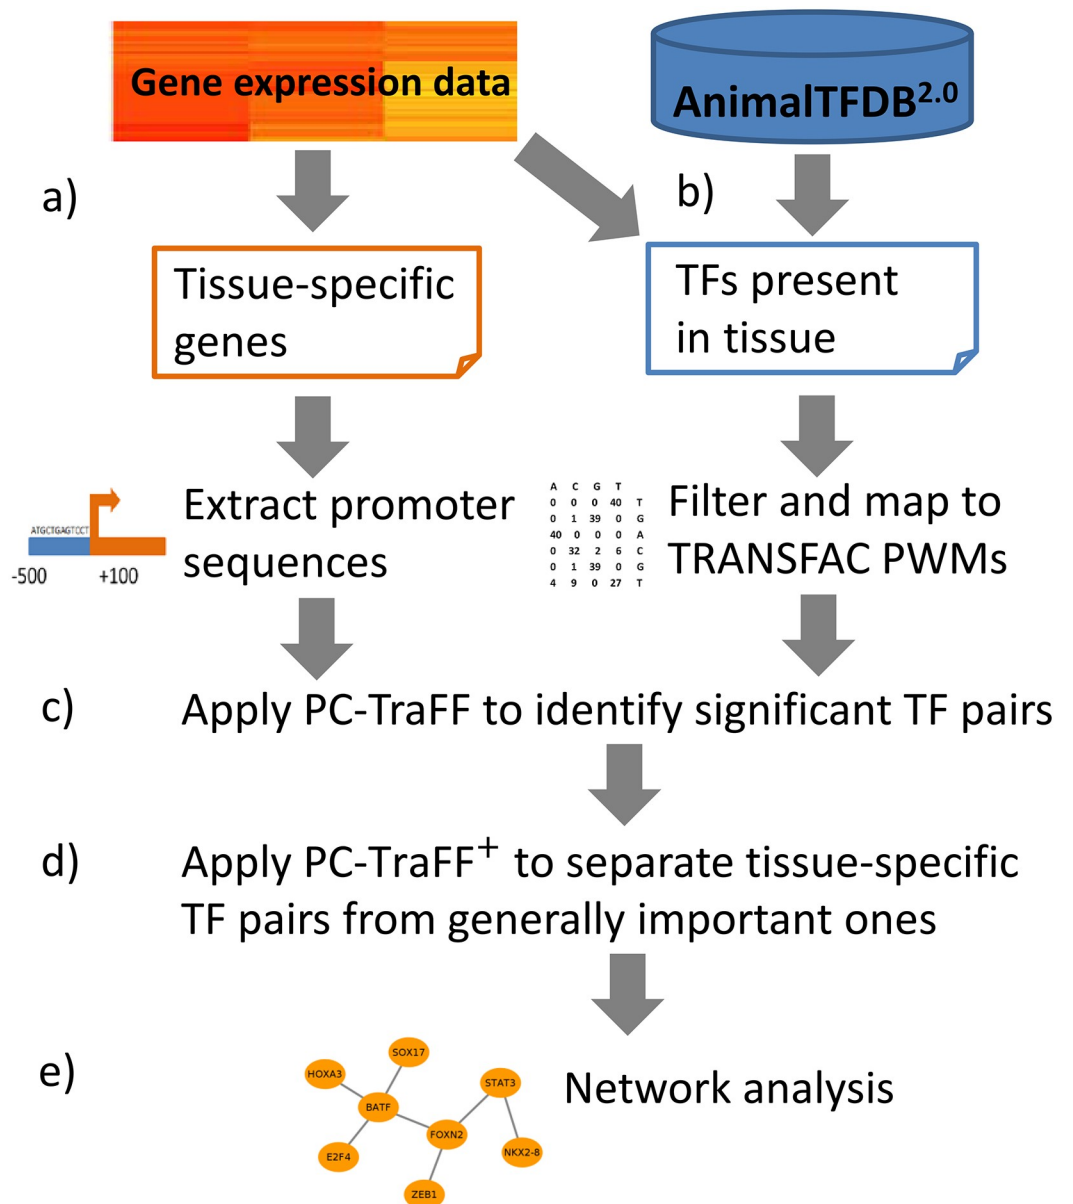 Gene expression data
AnimalTFDB2.0
a)
b)
Tissue-specific
genes
TFs present
in tissue
ATGCTGAGTCCT
-500 +100
Extract promoter
sequences
A C G T
0 0 0 40 T
0 1 39 0 G
40 0 0 0 A
0 32 2 6 C
0 1 39 0 G
4 9 0 27 T
Filter and map to
TRANSFAC PWMs
c) Apply PC-TraFF to identify significant TF pairs
d) Apply PC-TraFF+ to separate tissue-specific
TF pairs from generally important ones
e)
SOX17
HOXA3
STAT3
BATF
FOXN2
E2F4
NKX2-8
ZEB1
Network analysis